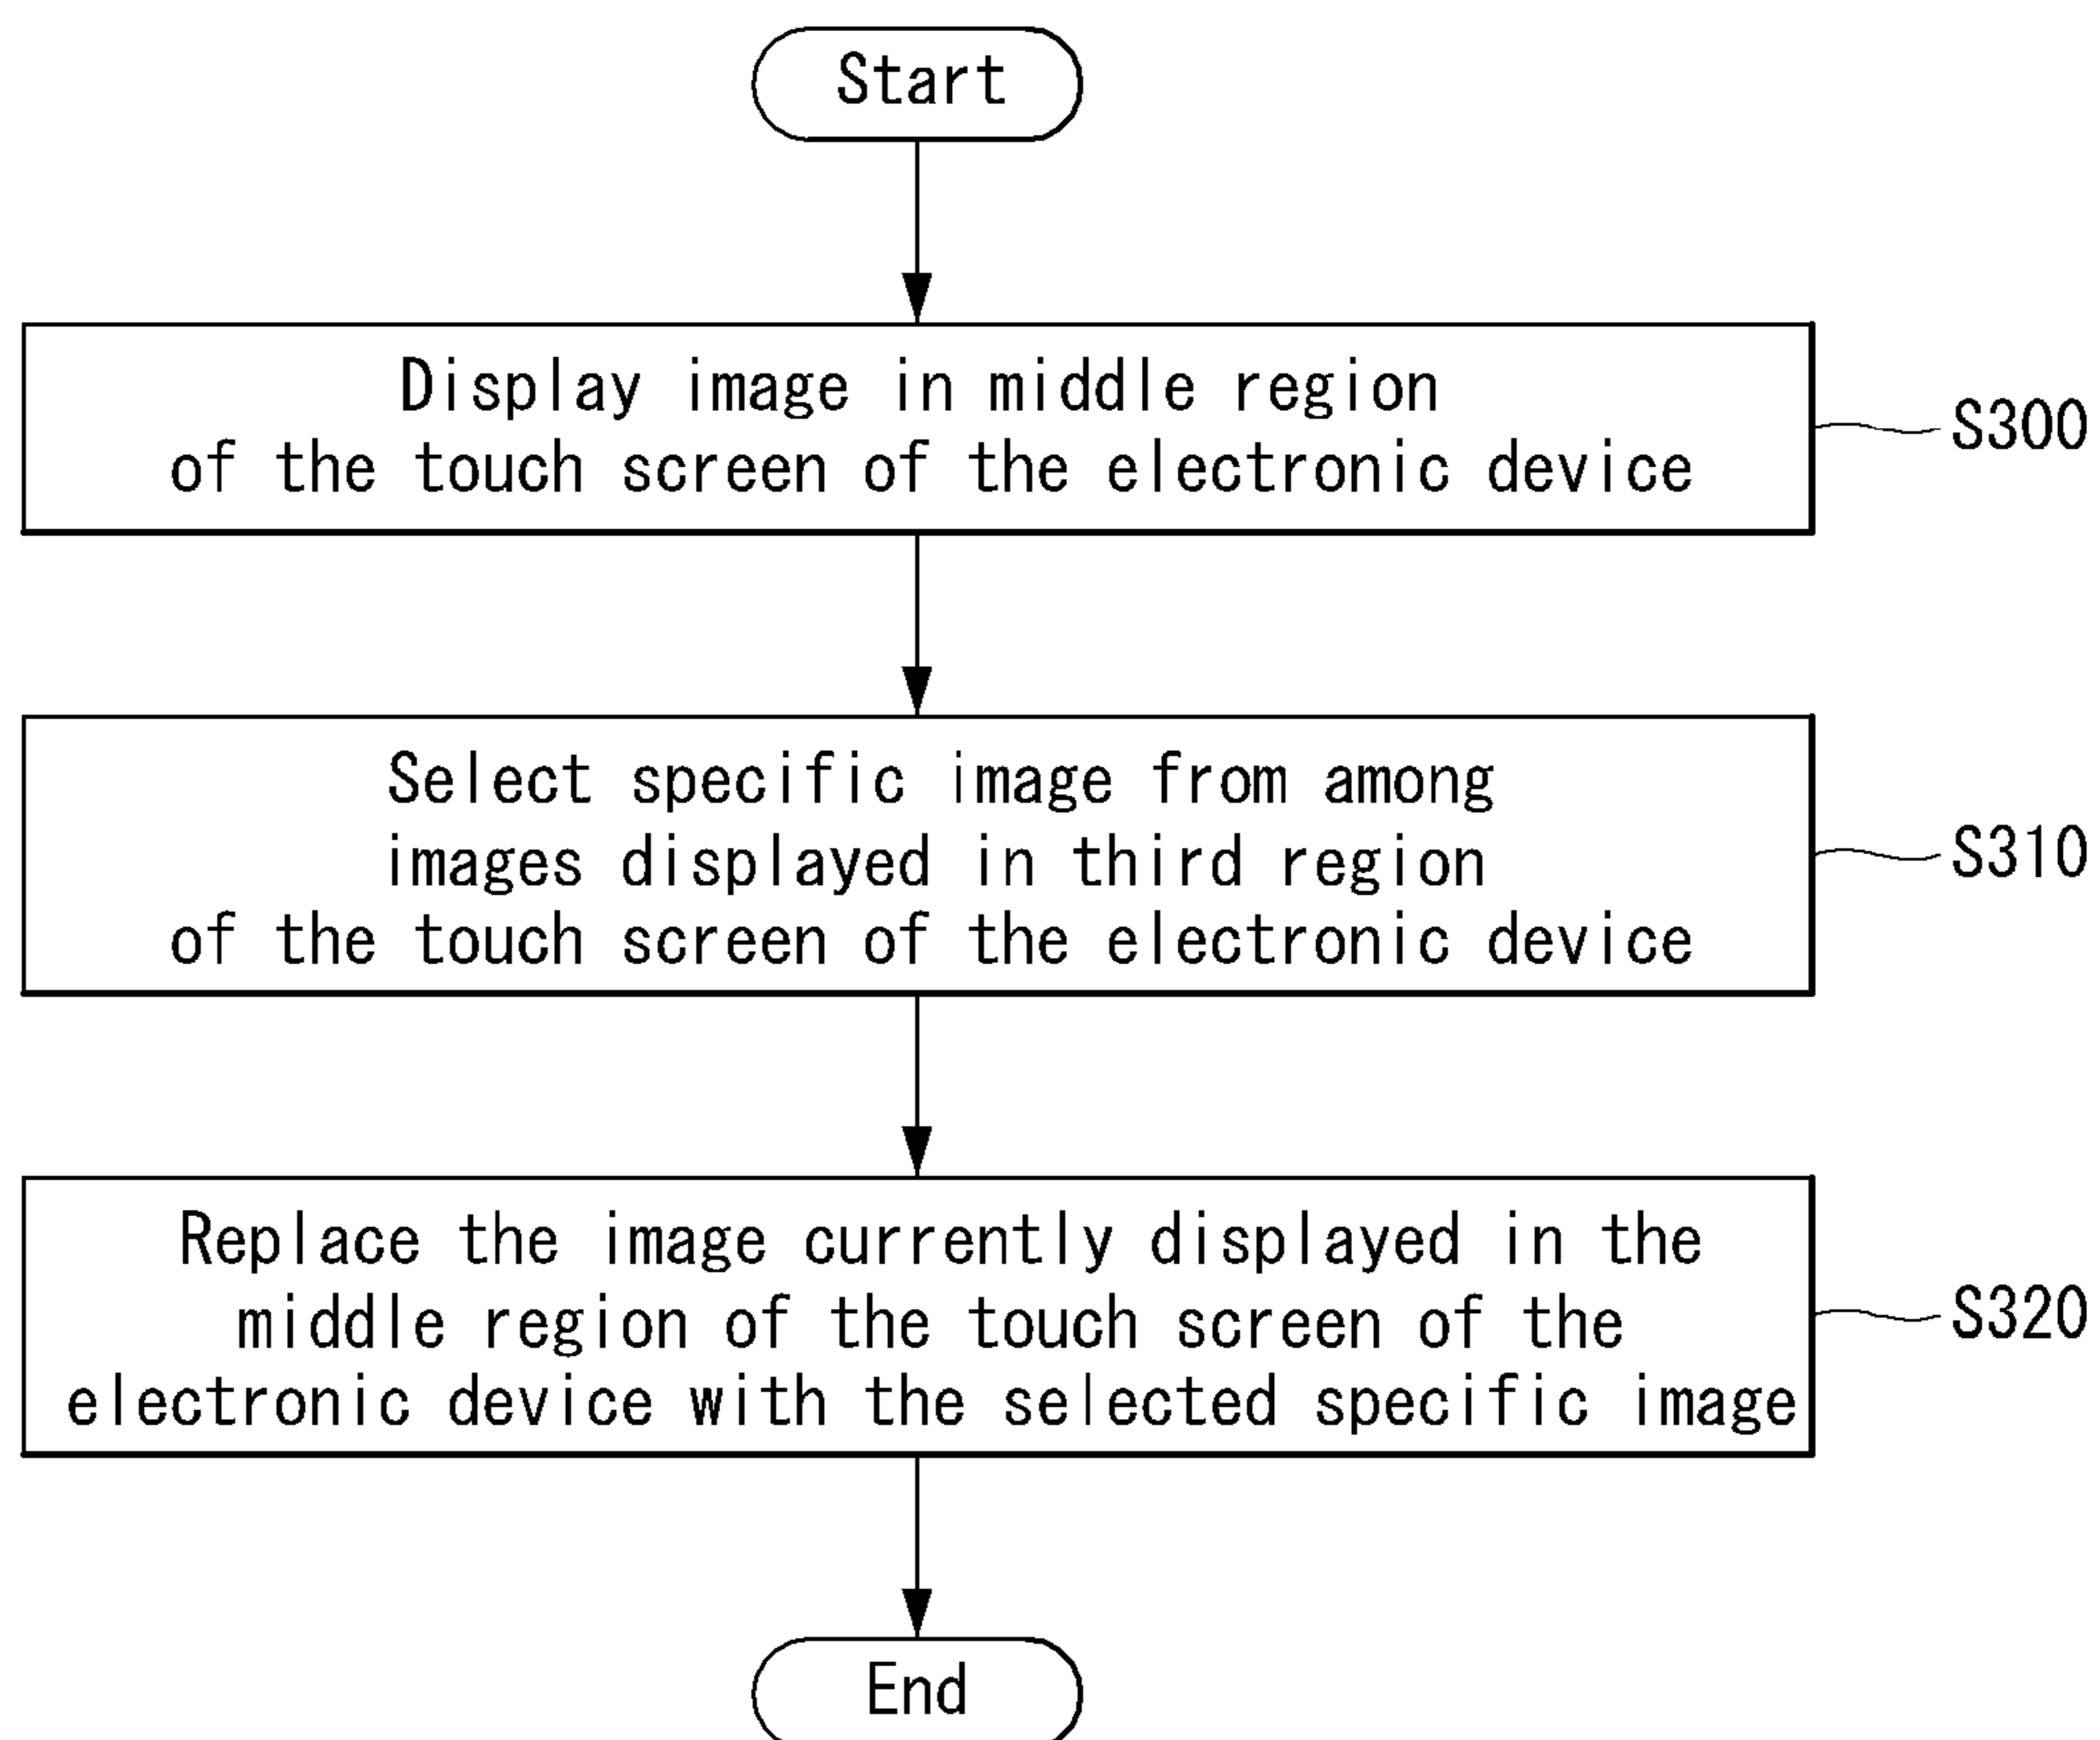 Start
Display image in middle region
of the touch screen of the electronic device
S300
Select specific image from among
images displayed in third region
of the touch screen of the electronic device
S310
Replace the image currently displayed in the
middle region of the touch screen of the
electronic device with the selected specific image
S320
End